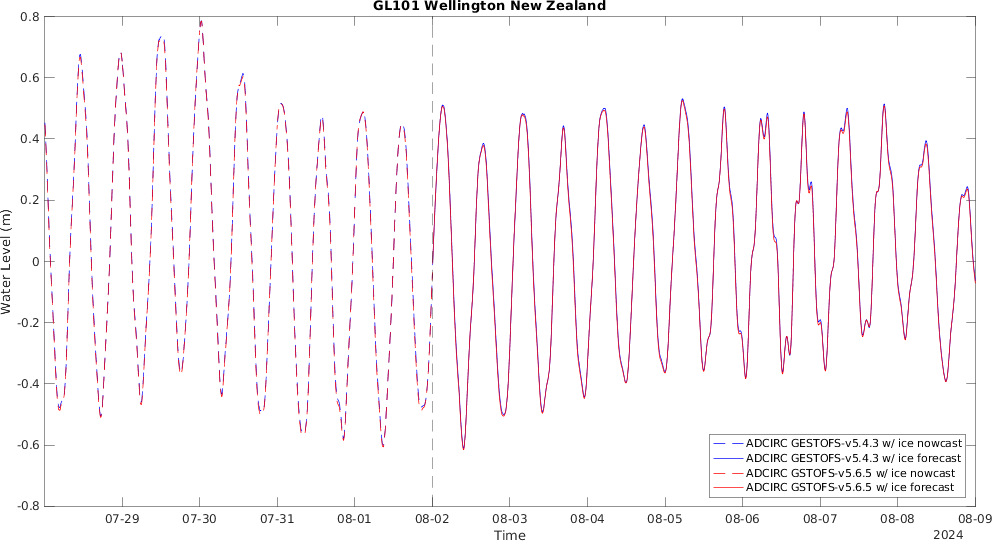 GL101 Wellington New Zealand
0.8
0.6
0.4
0.2
0
-0.2
-0.4
-0.6
-0.8
Water Level (m)
ADCIRC GESTOFS-v5.4.3 w/ ice nowcast
ADCIRC GESTOFS-v5.4.3 w/ ice forecast
ADCIRC GSTOFS-v5.6.5 w/ ice nowcast
ADCIRC GSTOFS-v5.6.5 w/ ice forecast
07-29 07-30 07-31 08-01 08-02 08-03 08-04 08-05 08-06 08-07 08-08 08-09
Time
2024